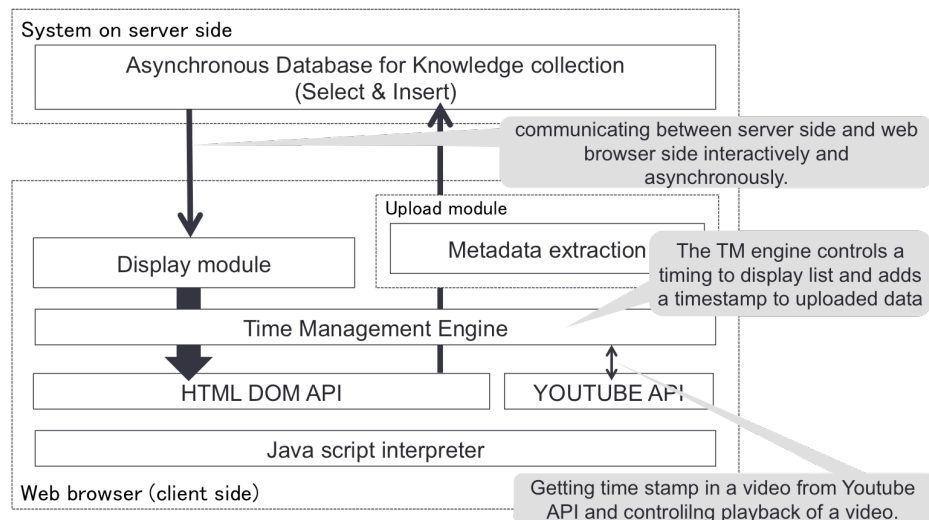 System on server side
Asynchronous Database for Knowledge collection
(Select & Insert)
communicating between server side and web
browser side interactively and
asynchronously.
Upload module
Metadata extraction
Display module
The TM engine controls a
timing to display list and adds
a timestamp to uploaded data
Time Management Engine
HTML DOM API
YOUTUBE API
Java script interpreter
Web browser (client side)
Getting time stamp in a video from Youtube
API and controlilng playback of a video.